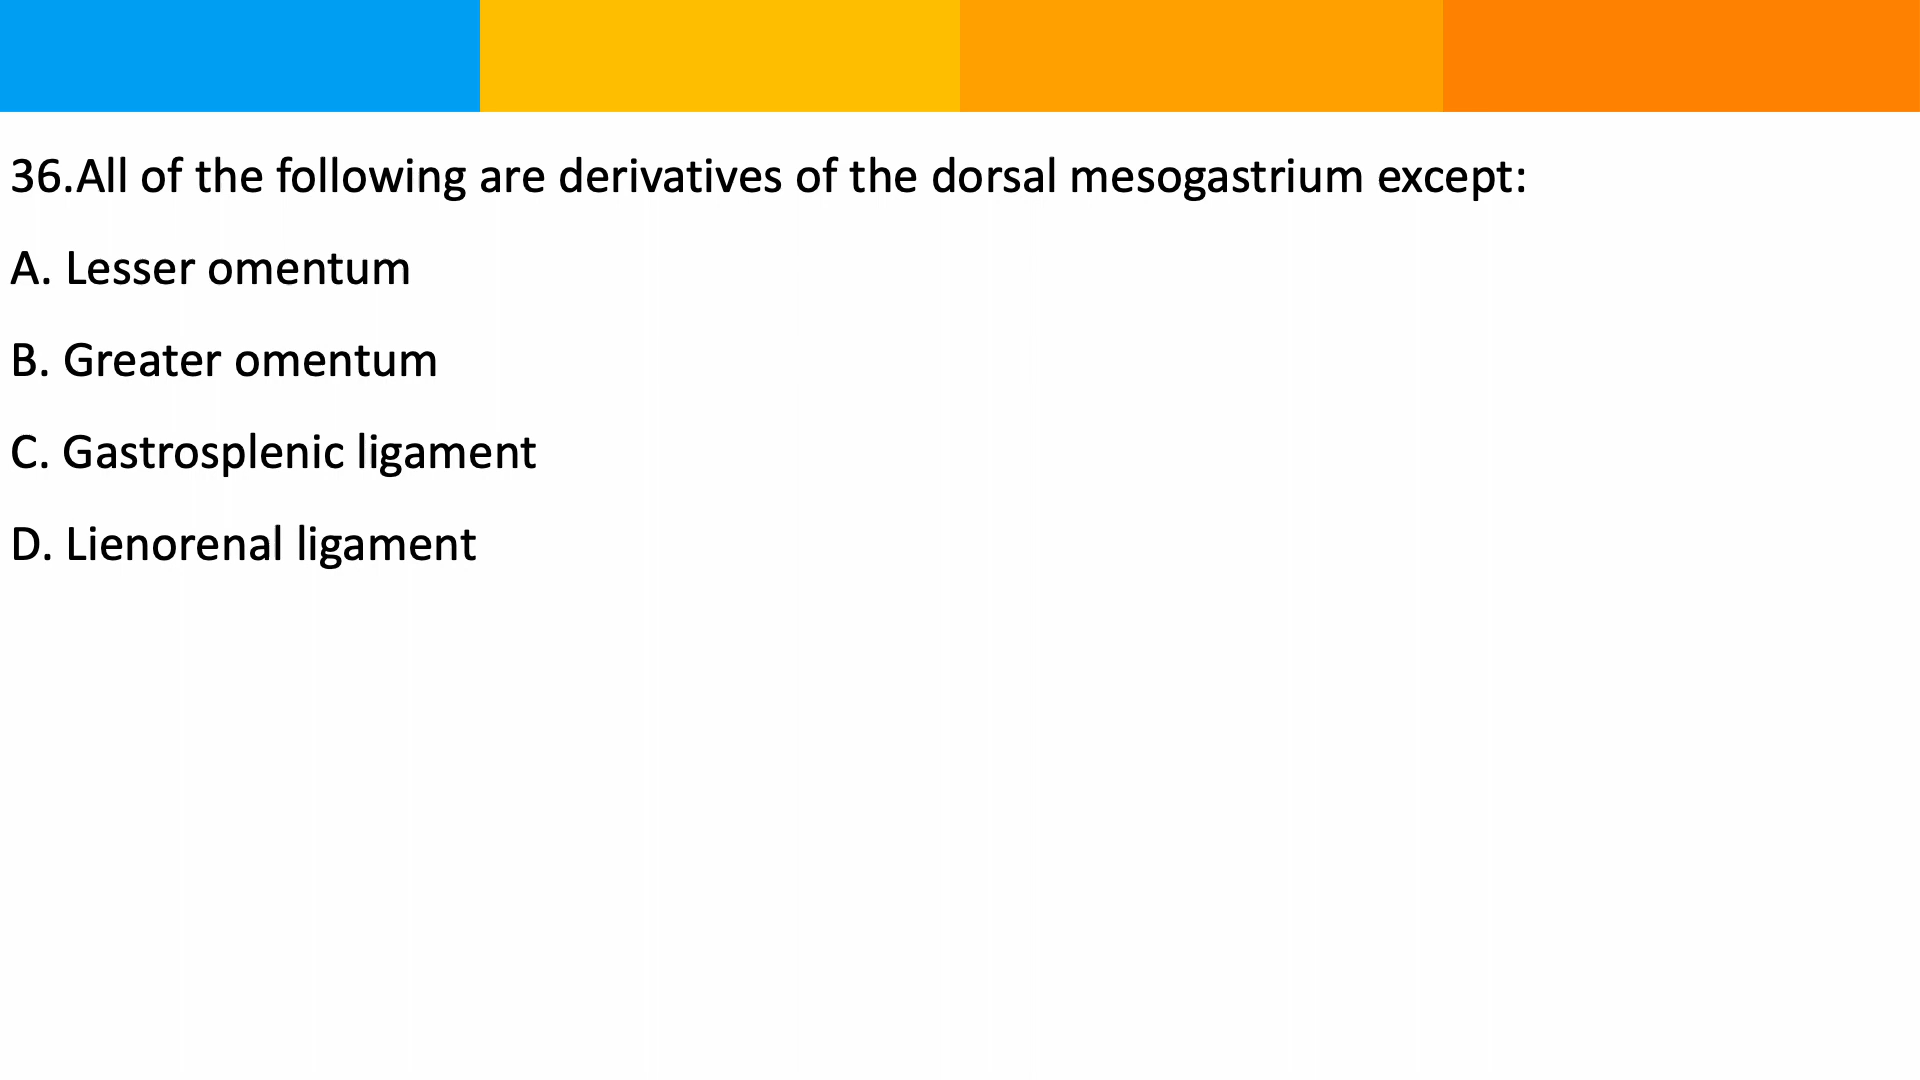 36.All of the following are derivatives of the dorsal mesogastrium except:
A. Lesser omentum
B. Greater omentum
C. Gastrosplenic ligament
D. Lienorenal ligament